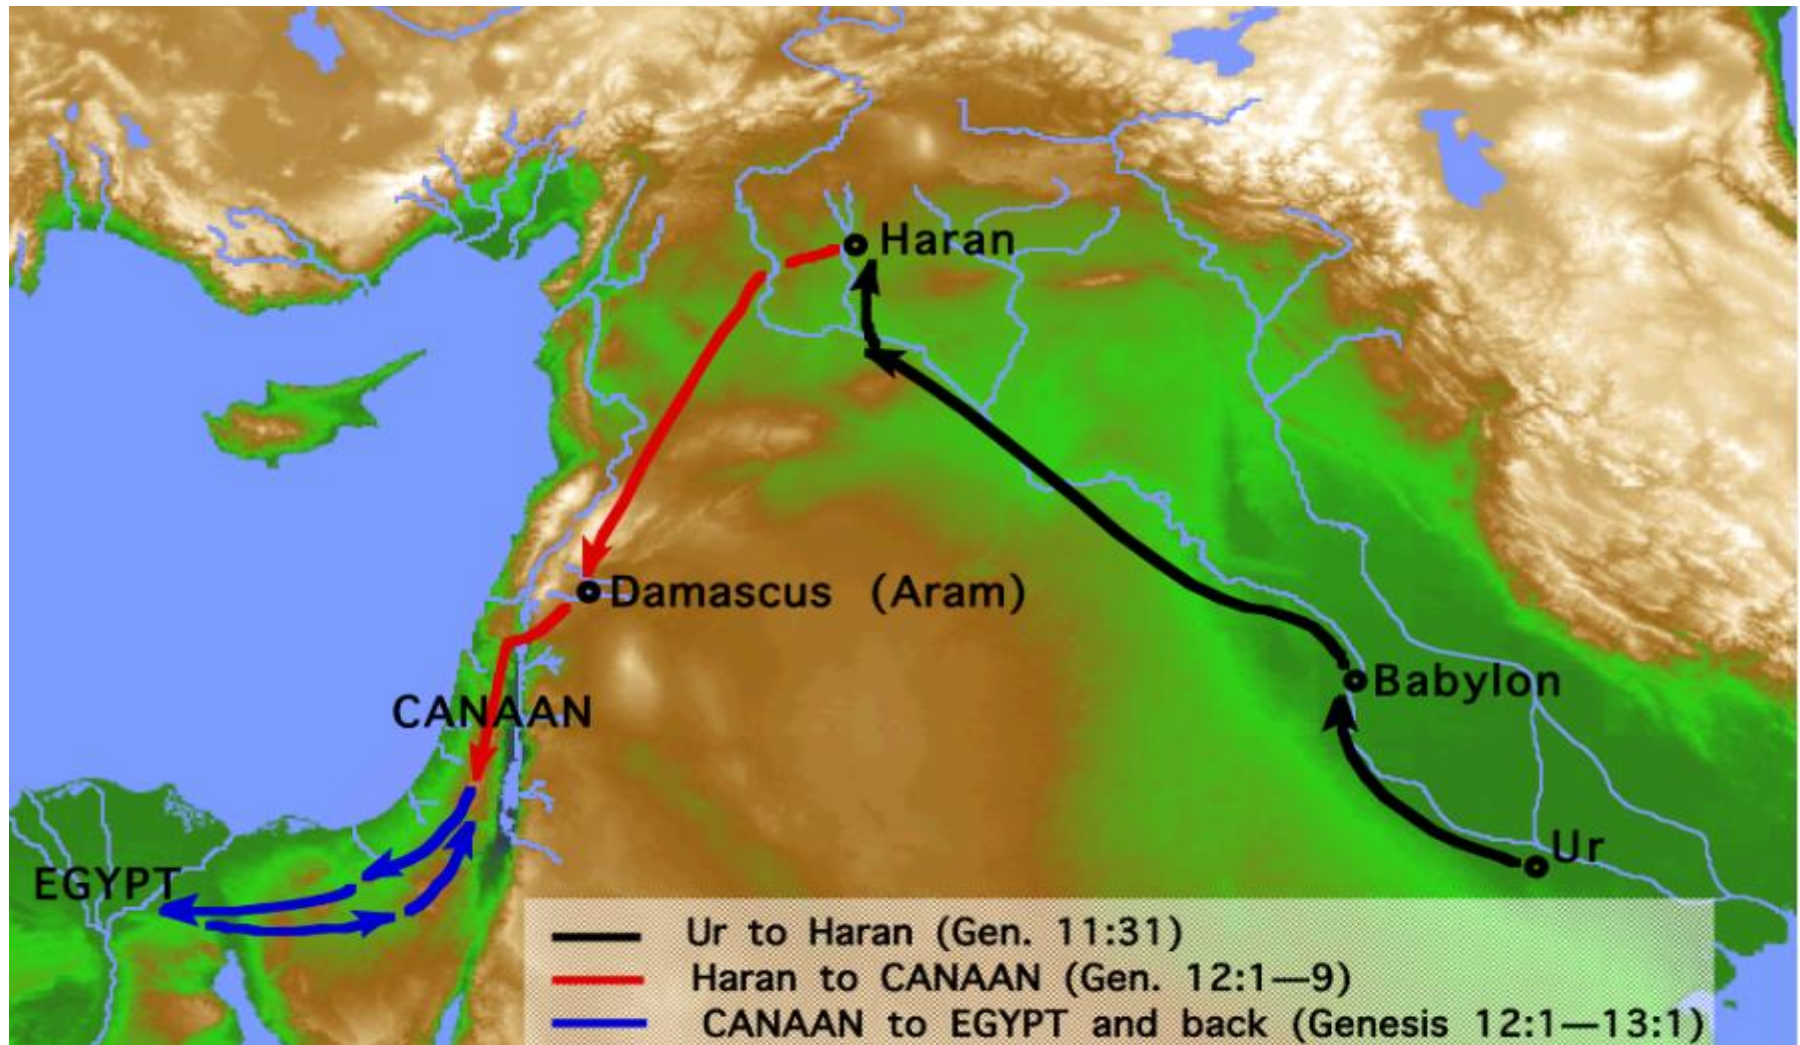 Haran
Damascus (Aram)
Babylon
CANAAN
Ur
EGYPT
Ur to Haran (Gen. 11:31)
Haran to CANAAN (Gen. 12:1—9)
CANAAN to EGYPT and back (Genesis 12:1—13:1)